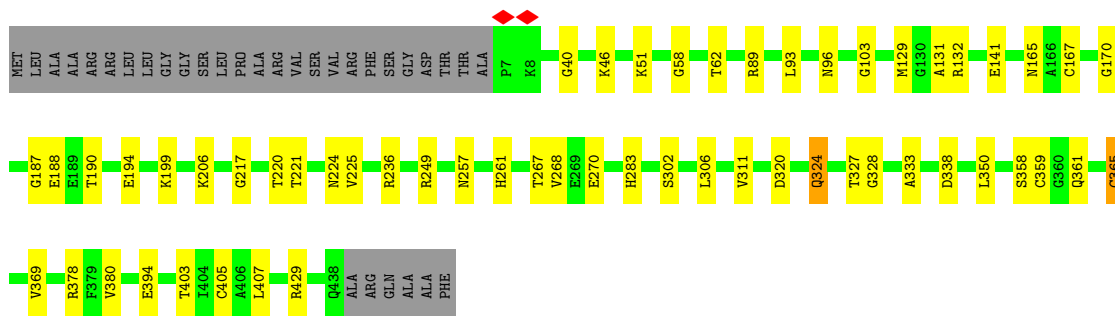 MET LEU ALA ALA ARG ARG LEU LEU GLY GLY SER LEU PRO ALA ARG VAL SER VAL ARG PHE SER GLY ASP THR THR ALA P7 K8 G40 K46 K51 G58 T62 R89 L93 N96 G103 M129 G130 A131 R132 E141 N165 A166 C167 G170
G187 E188 E189 T190 E194 K199 K206 G217 T220 T221 N224 V225 R236 R249 N257 H261 T267 V268 E269 E270 H283 S302 L306 V311 D320 Q324 T327 G328 A333 D338 L350 S358 C359 G360 Q361
V369 R378 F379 V380 E394 T403 I404 C405 A406 L407 R429 Q438 ALA ARG GLN ALA ALA PHE